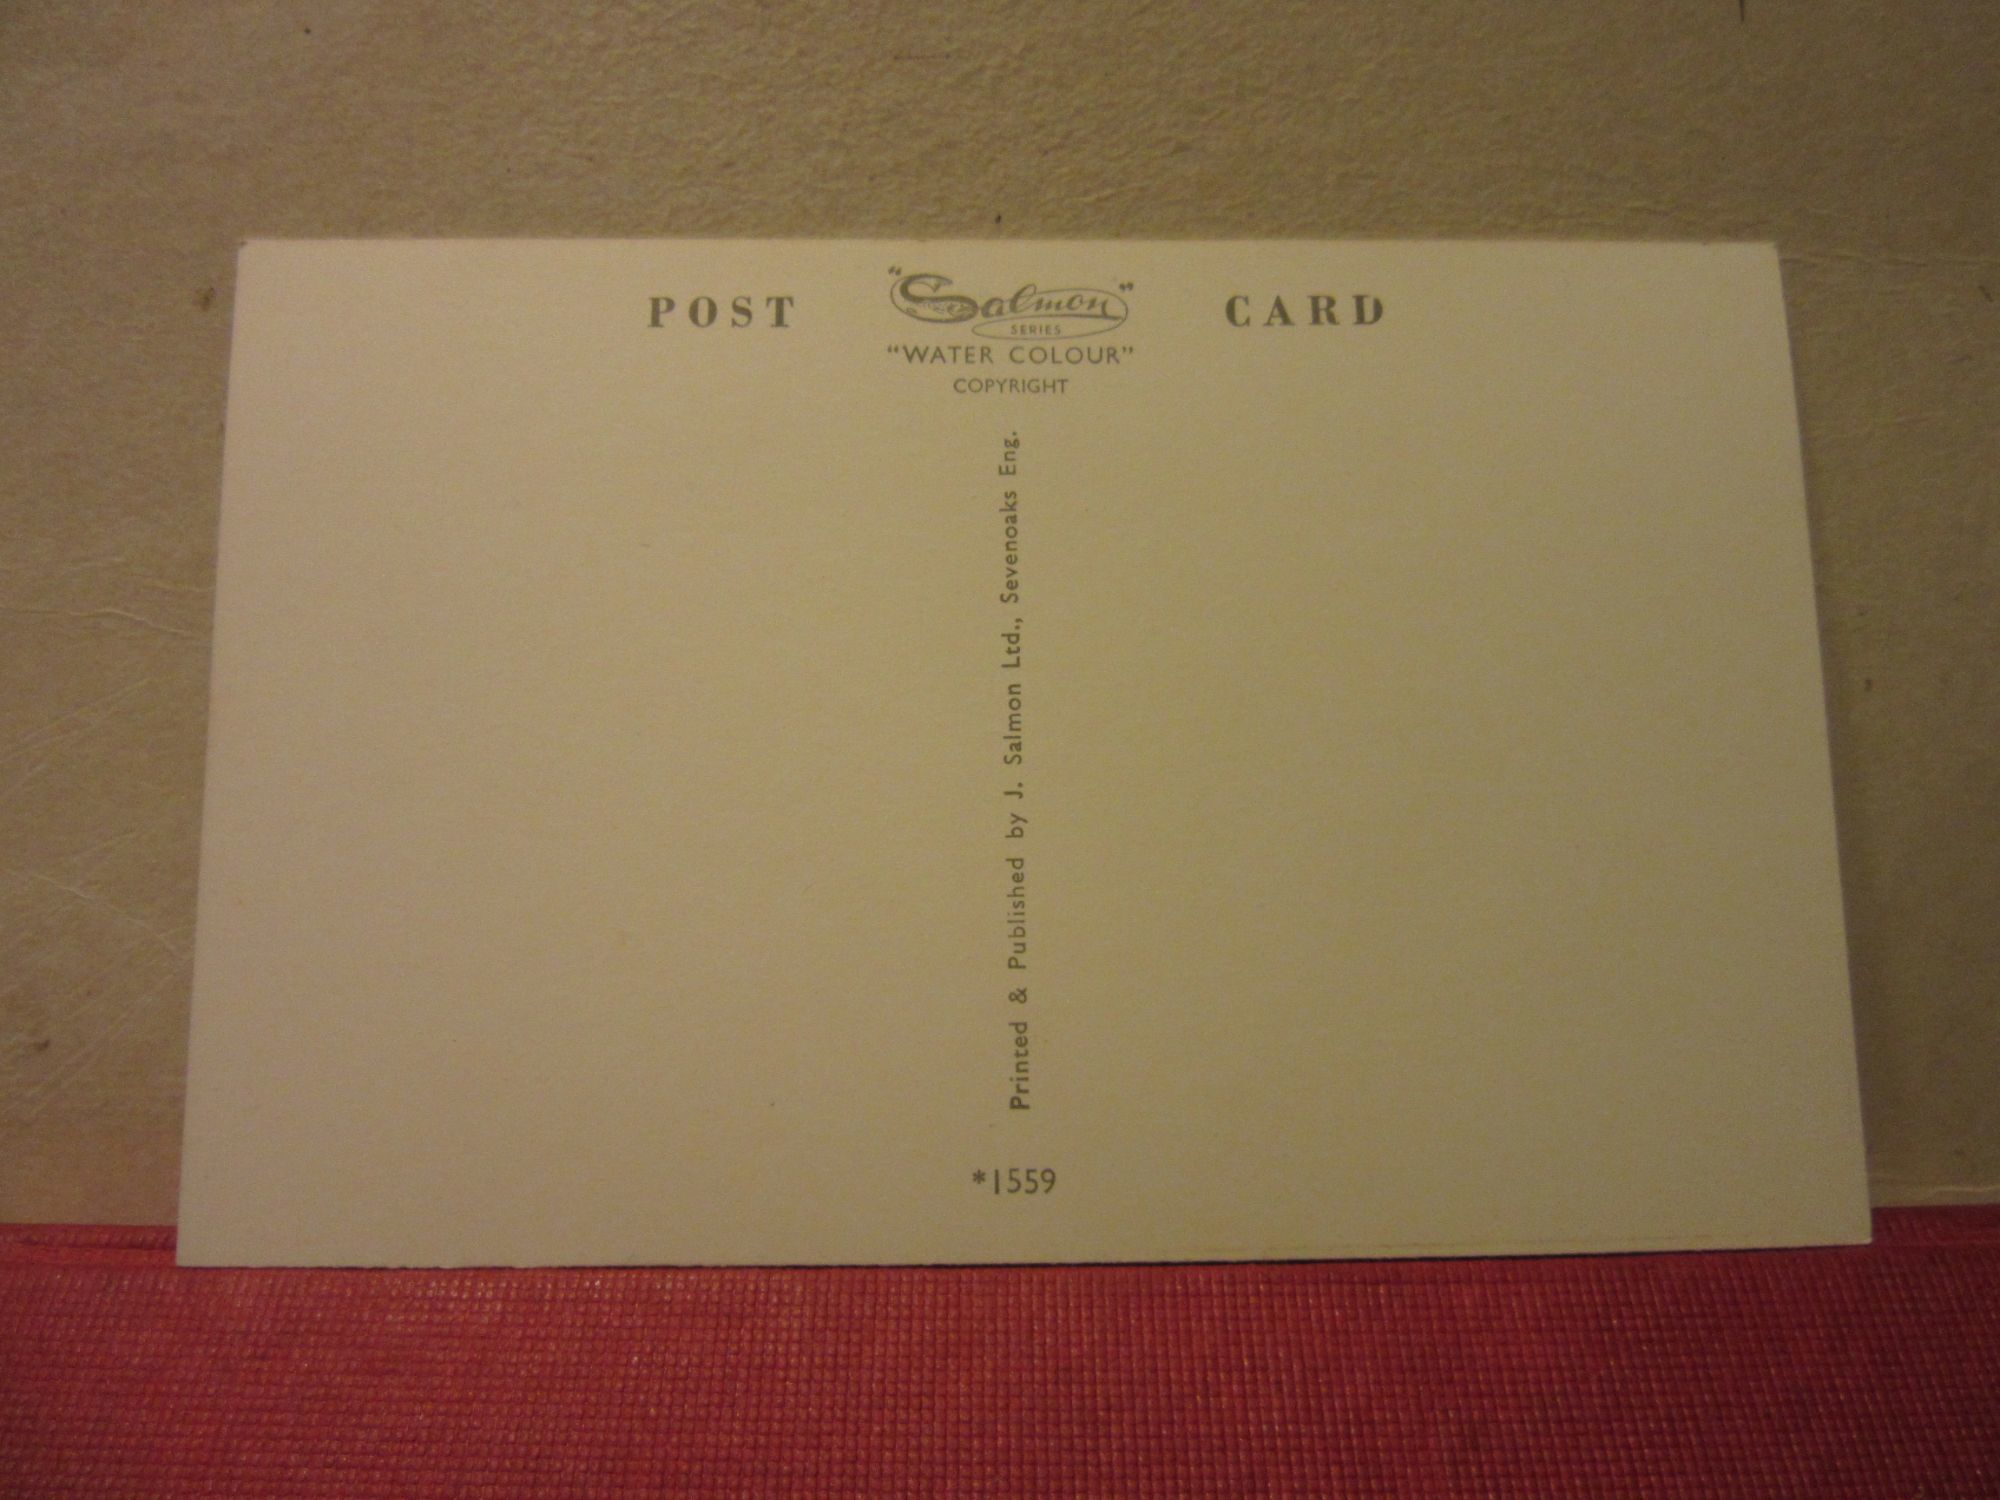 POST "Salmon" CARD
SERIES
"WATER COLOUR"
COPYRIGHT
Printed & Published by J. Salmon Ltd., Sevenoaks Eng.
*1559